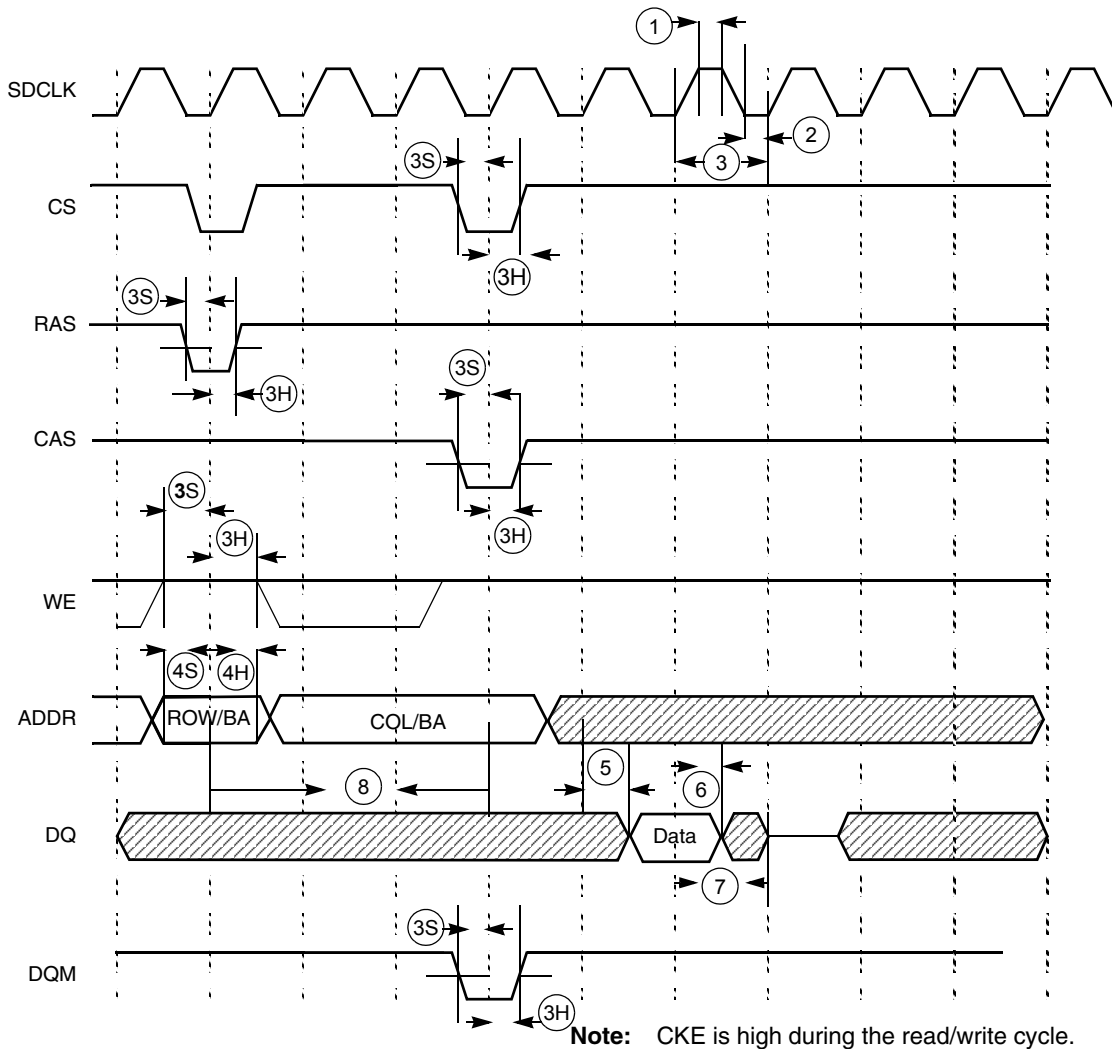 1
SDCLK
2
3S
3
CS
3H
3S
RAS
3S
3H
CAS
3S
3H
3H
WE
4S 4H
ADDR ROW/BA COL/BA
5
8 6
DQ Data
7
3S
DQM
3H
Note: CKE is high during the read/write cycle.